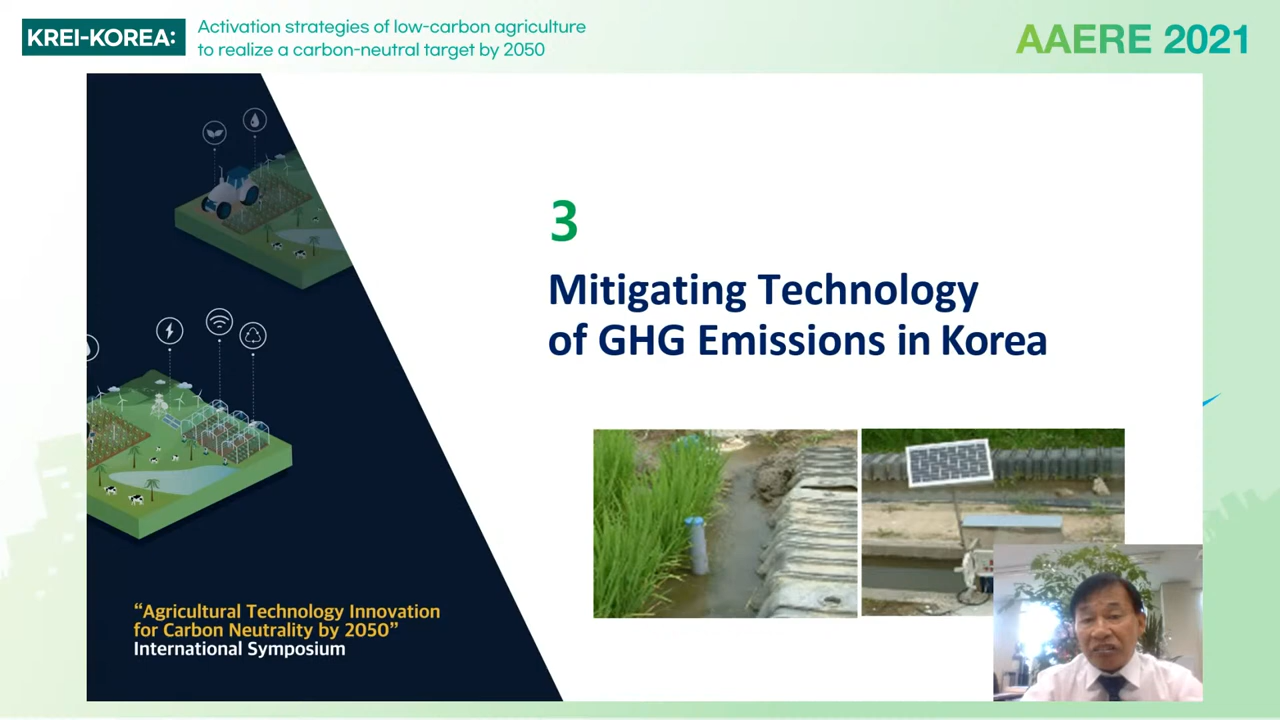 KREI-KOREA:
Activation strategies of low-carbon agriculture
to realize a carbon-neutral target by 2050
AAERE 2021
3
Mitigating Technology
of GHG Emissions in Korea
“Agricultural Technology Innovation
for Carbon Neutrality by 2050”
International Symposium